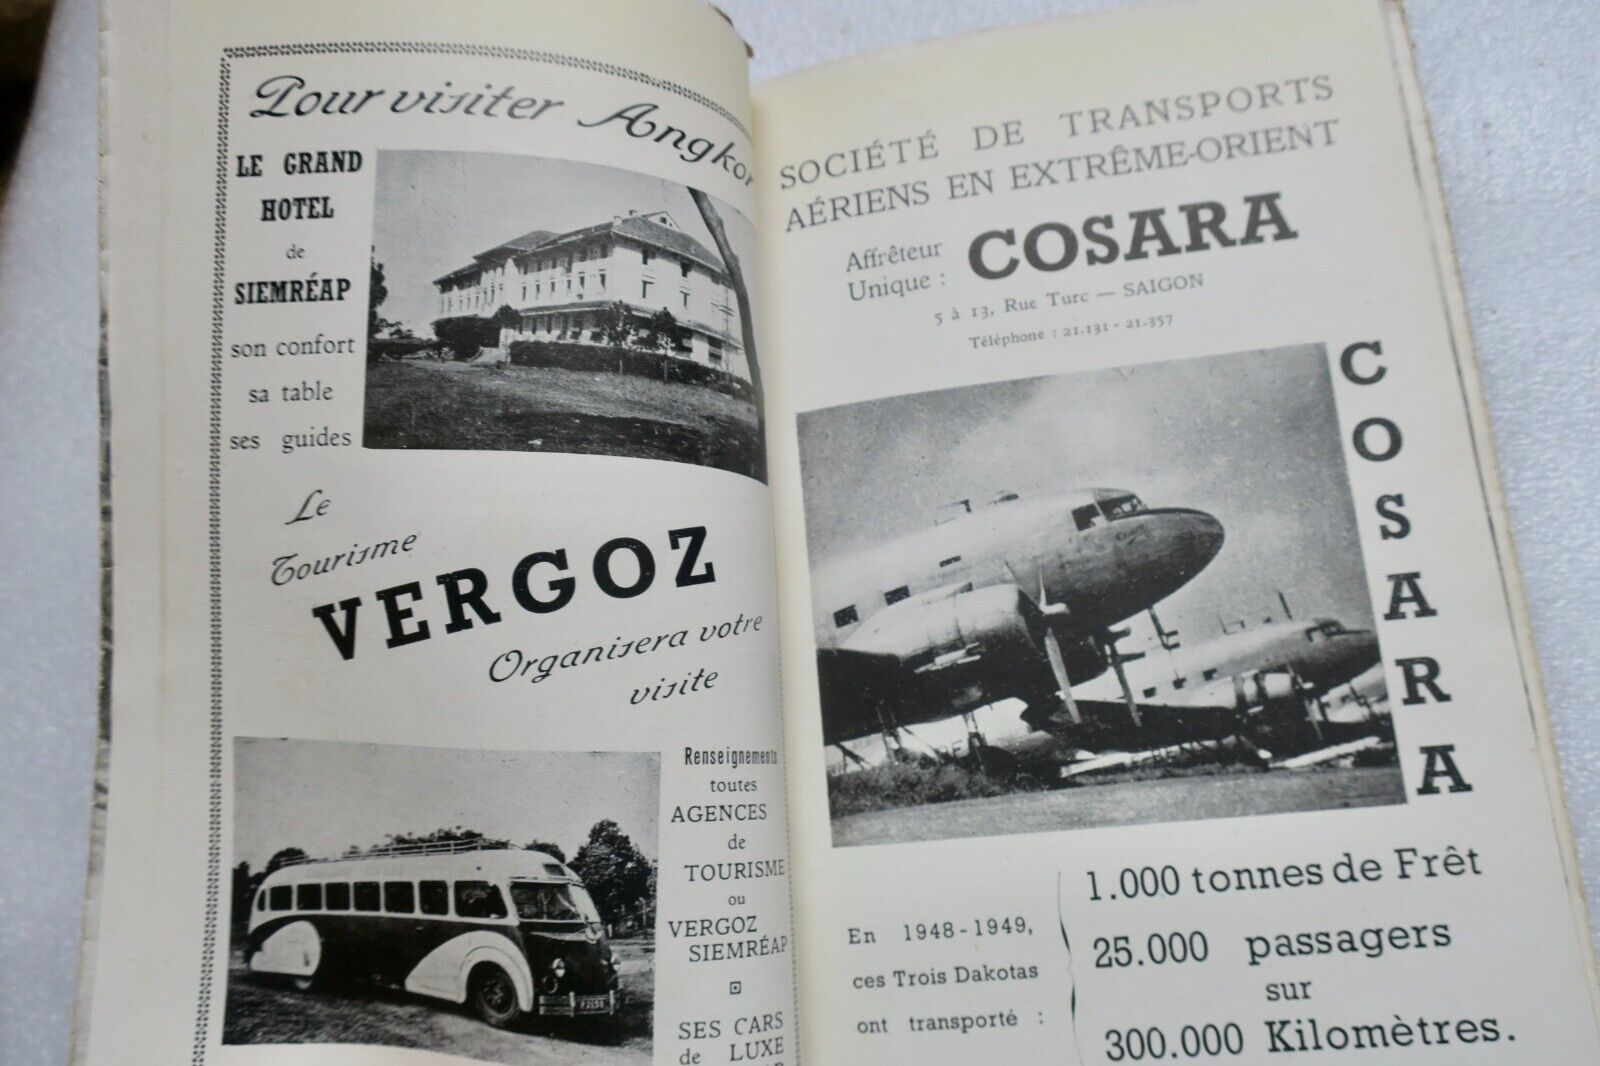 Pour visiter Angkor
LE GRAND
HOTEL
de
SIEMRÉAP
son confort
sa table
ses guides
Le
Tourisme
VERGOZ
Organisera votre
visite
Renseignements
toutes
AGENCES
de
TOURISME
ou
VERGOZ
SIEMRÉAP
SES CARS
de LUXE
SOCIÉTÉ DE TRANSPORTS
AÉRIENS EN EXTRÊME-ORIENT
Affrêteur
Unique :
COSARA
5 à 13, Rue Turc — SAIGON
Téléphone : 21.131 - 21.357
COSARA
En 1948-1949,
ces Trois Dakotas
ont transporté :
1.000 tonnes de Frêt
25.000 passagers
sur
300.000 Kilomètres.